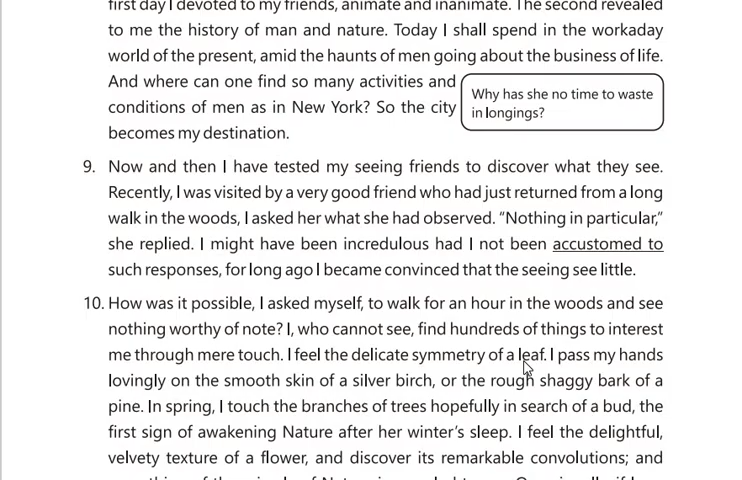 first day I devoted to my friends, animate and inanimate. The second revealed
to me the history of man and nature. Today I shall spend in the workaday
world of the present, amid the haunts of men going about the business of life.
And where can one find so many activities and
conditions of men as in New York? So the city
becomes my destination.
Why has she no time to waste
in longings?
9. Now and then I have tested my seeing friends to discover what they see.
Recently, I was visited by a very good friend who had just returned from a long
walk in the woods, I asked her what she had observed. “Nothing in particular,”
she replied. I might have been incredulous had I not been accustomed to
such responses, for long ago I became convinced that the seeing see little.
10. How was it possible, I asked myself, to walk for an hour in the woods and see
nothing worthy of note? I, who cannot see, find hundreds of things to interest
me through mere touch. I feel the delicate symmetry of a leaf. I pass my hands
lovingly on the smooth skin of a silver birch, or the rough shaggy bark of a
pine. In spring, I touch the branches of trees hopefully in search of a bud, the
first sign of awakening Nature after her winter’s sleep. I feel the delightful,
velvety texture of a flower, and discover its remarkable convolutions; and